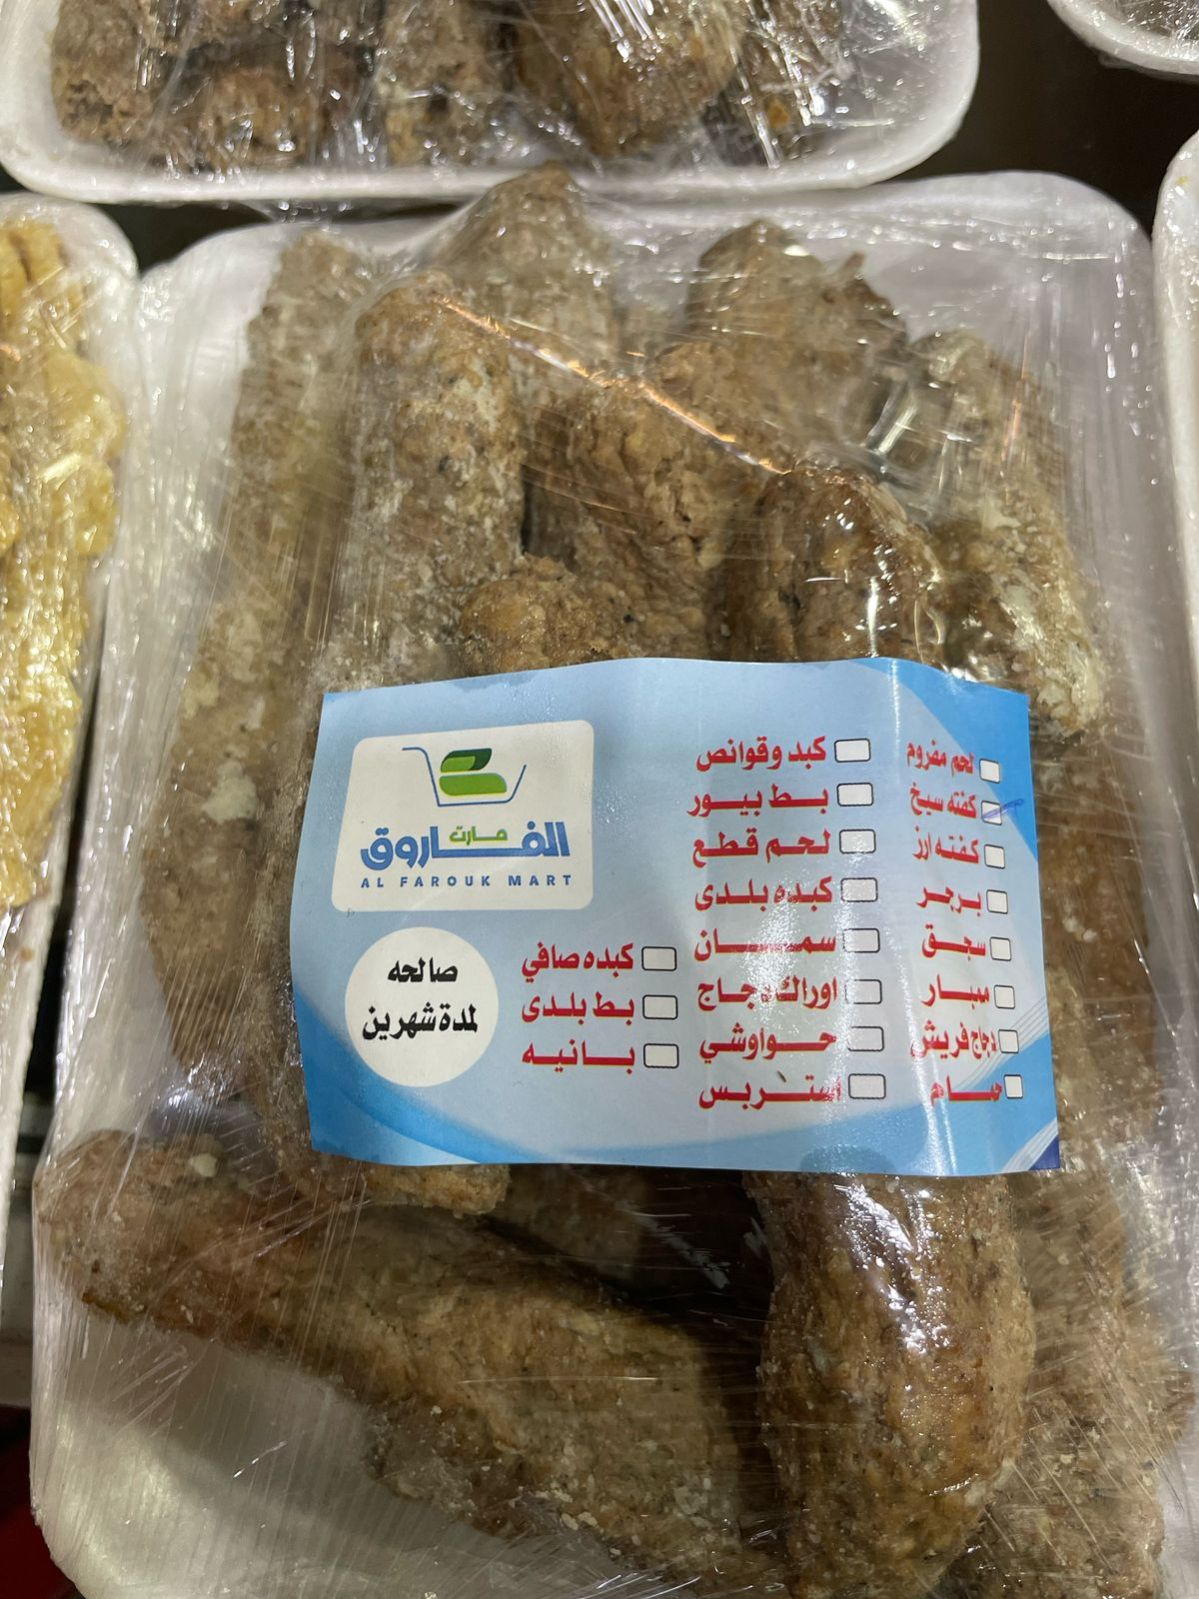 لحم مفروم
كفته سيخ
كفته ارز
برجر
سجق
ممبار
دجاج فريش
حمام
كبد وقوانص
بط بيور
لحم قطع
كبده بلدى
سمان
اوراك دجاج
حواوشي
استربس
كبده صافي
بط بلدى
بانيه
الفاروق مارت
AL FAROUK MART
صالحه
لمدة شهرين